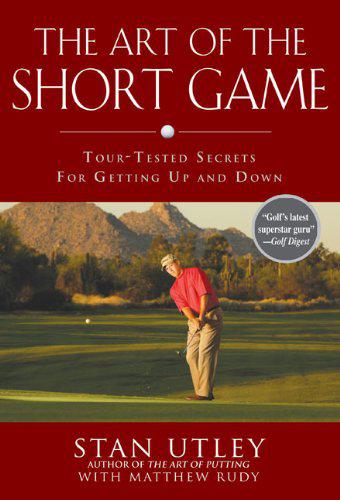 THE ART OF THE
SHORT GAME
TOUR-TESTED SECRETS
FOR GETTING UP AND DOWN
“Golf’s latest
superstar guru”
—Golf Digest
STAN UTLEY
AUTHOR OF THE ART OF PUTTING
WITH MATTHEW RUDY